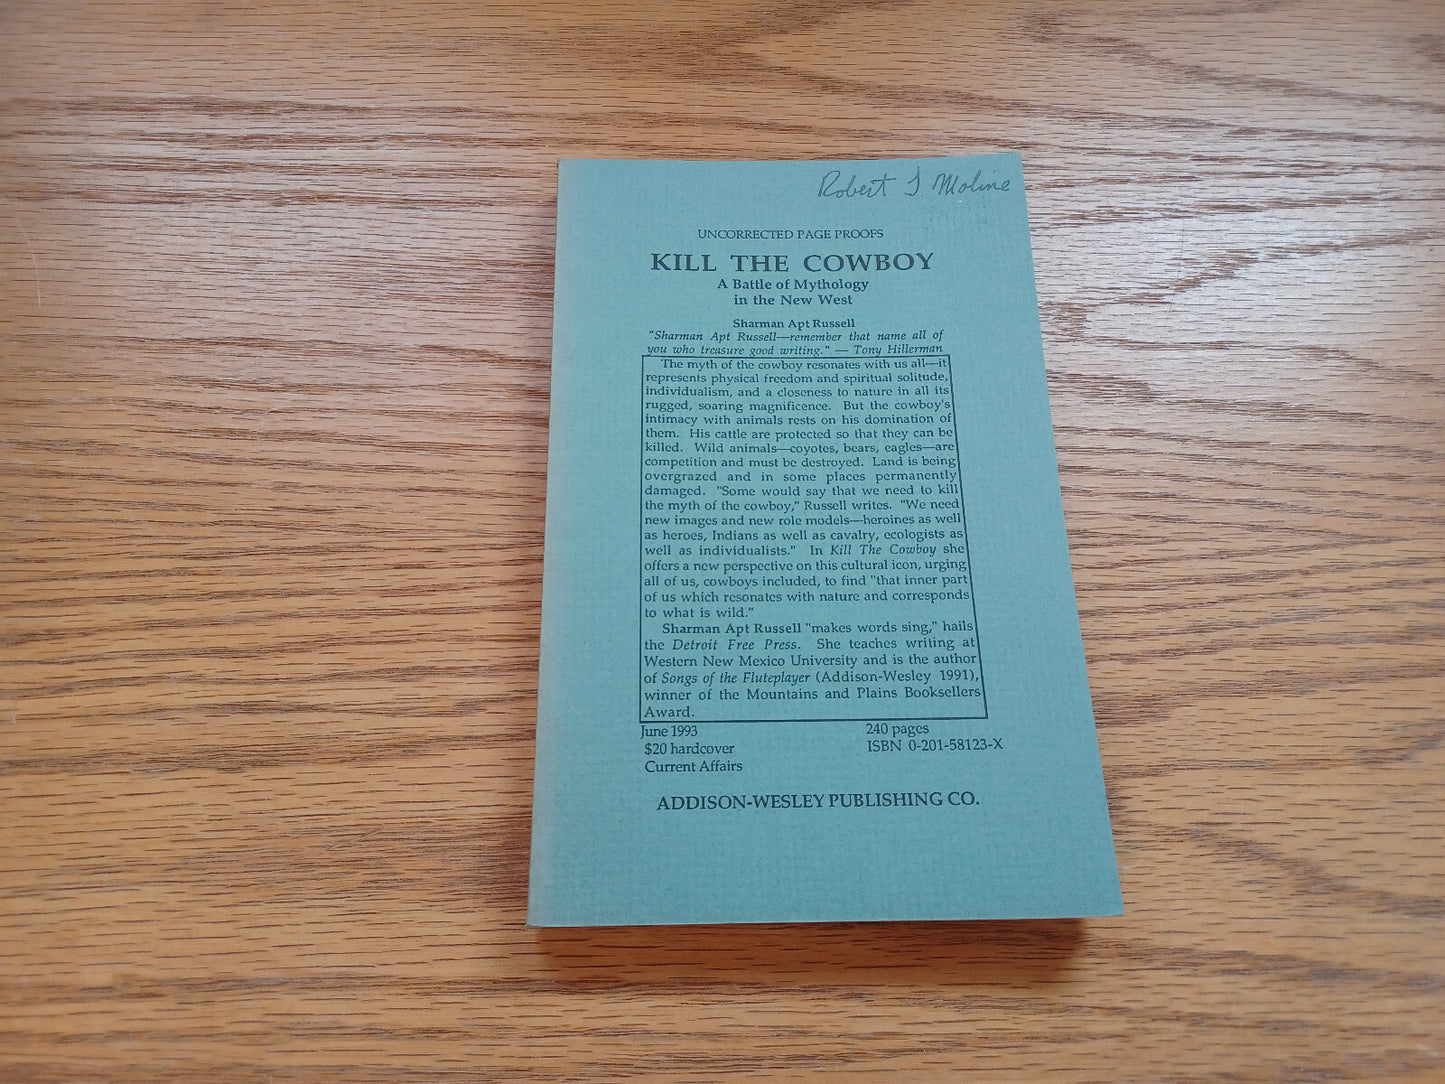 Robert T Moline
UNCORRECTED PAGE PROOFS
KILL THE COWBOY
A Battle of Mythology
in the New West
Sharman Apt Russell
"Sharman Apt Russell—remember that name all of
you who treasure good writing." — Tony Hillerman
The myth of the cowboy resonates with us all—it
represents physical freedom and spiritual solitude,
individualism, and a closeness to nature in all its
rugged, soaring magnificence. But the cowboy's
intimacy with animals rests on his domination of
them. His cattle are protected so that they can be
killed. Wild animals—coyotes, bears, eagles—are
competition and must be destroyed. Land is being
overgrazed and in some places permanently
damaged. "Some would say that we need to kill
the myth of the cowboy," Russell writes. "We need
new images and new role models—heroines as well
as heroes, Indians as well as cavalry, ecologists as
well as individualists." In Kill The Cowboy she
offers a new perspective on this cultural icon, urging
all of us, cowboys included, to find "that inner part
of us which resonates with nature and corresponds
to what is wild."
Sharman Apt Russell "makes words sing," hails
the Detroit Free Press. She teaches writing at
Western New Mexico University and is the author
of Songs of the Fluteplayer (Addison-Wesley 1991),
winner of the Mountains and Plains Booksellers
Award.
June 1993 240 pages
$20 hardcover ISBN 0-201-58123-X
Current Affairs
ADDISON-WESLEY PUBLISHING CO.